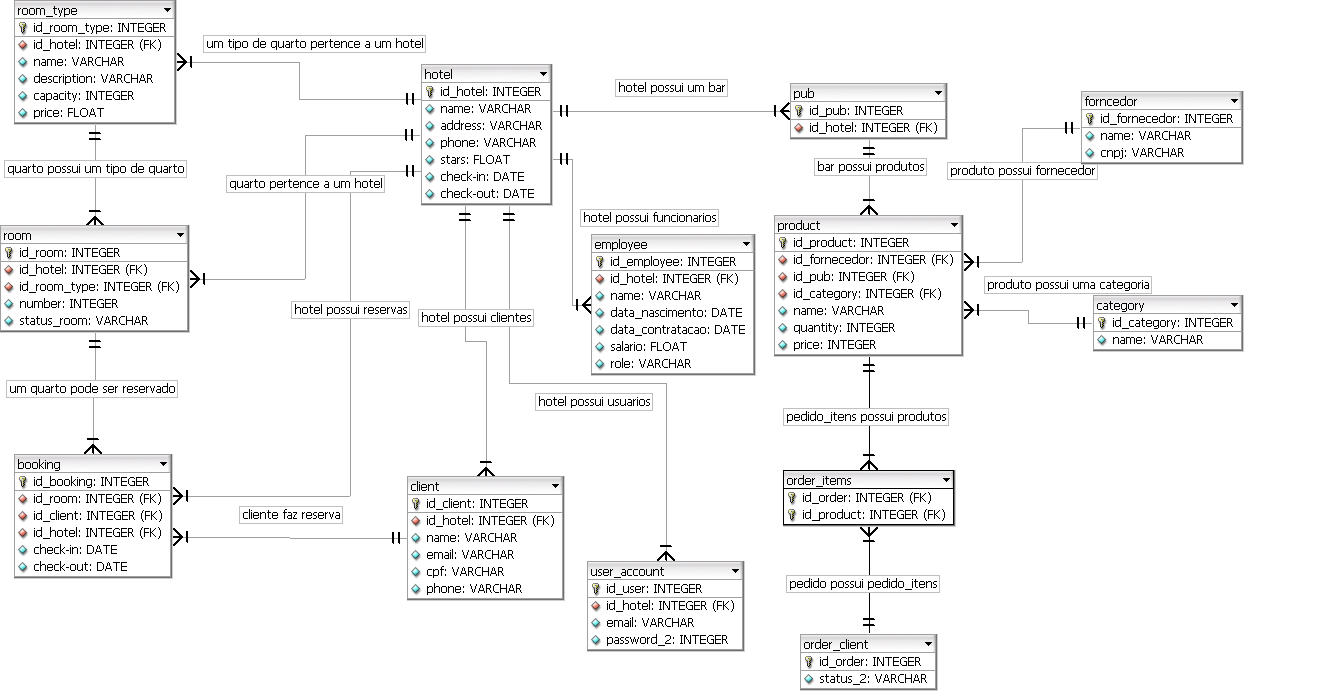 room_type
id_room_type: INTEGER
id_hotel: INTEGER (FK)
name: VARCHAR
description: VARCHAR
capacity: INTEGER
price: FLOAT
um tipo de quarto pertence a um hotel
hotel
id_hotel: INTEGER
name: VARCHAR
address: VARCHAR
phone: VARCHAR
stars: FLOAT
check-in: DATE
check-out: DATE
hotel possui um bar
pub
id_pub: INTEGER
id_hotel: INTEGER (FK)
forncedor
id_fornecedor: INTEGER
name: VARCHAR
cnpj: VARCHAR
quarto possui um tipo de quarto
quarto pertence a um hotel
bar possui produtos
produto possui fornecedor
hotel possui funcionarios
room
id_room: INTEGER
id_hotel: INTEGER (FK)
id_room_type: INTEGER (FK)
number: INTEGER
status_room: VARCHAR
employee
id_employee: INTEGER
id_hotel: INTEGER (FK)
name: VARCHAR
data_nascimento: DATE
data_contratacao: DATE
salario: FLOAT
role: VARCHAR
product
id_product: INTEGER
id_fornecedor: INTEGER (FK)
id_pub: INTEGER (FK)
id_category: INTEGER (FK)
name: VARCHAR
quantity: INTEGER
price: INTEGER
produto possui uma categoria
category
id_category: INTEGER
name: VARCHAR
hotel possui reservas
hotel possui clientes
um quarto pode ser reservado
hotel possui usuarios
pedido_itens possui produtos
booking
id_booking: INTEGER
id_room: INTEGER (FK)
id_client: INTEGER (FK)
id_hotel: INTEGER (FK)
check-in: DATE
check-out: DATE
cliente faz reserva
client
id_client: INTEGER
id_hotel: INTEGER (FK)
name: VARCHAR
email: VARCHAR
cpf: VARCHAR
phone: VARCHAR
order_items
id_order: INTEGER (FK)
id_product: INTEGER (FK)
user_account
id_user: INTEGER
id_hotel: INTEGER (FK)
email: VARCHAR
password_2: INTEGER
pedido possui pedido_itens
order_client
id_order: INTEGER
status_2: VARCHAR